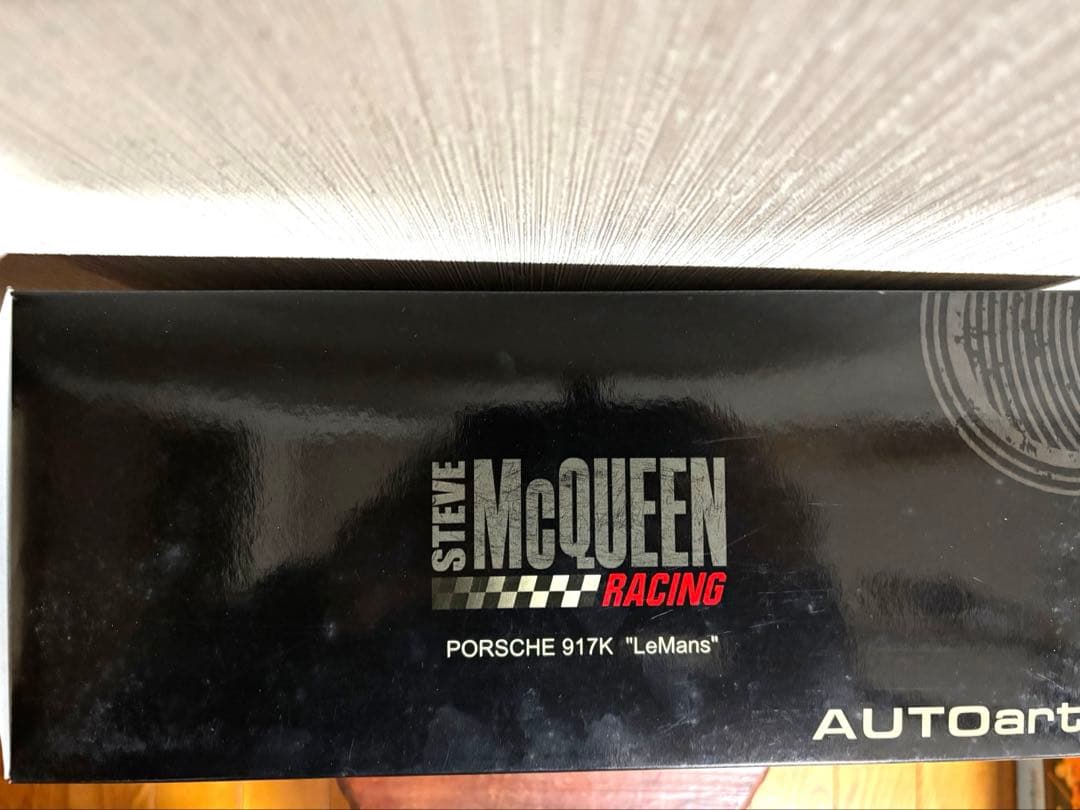 STEVE
McQUEEN
RACING
PORSCHE 917K "LeMans"
AUTOart